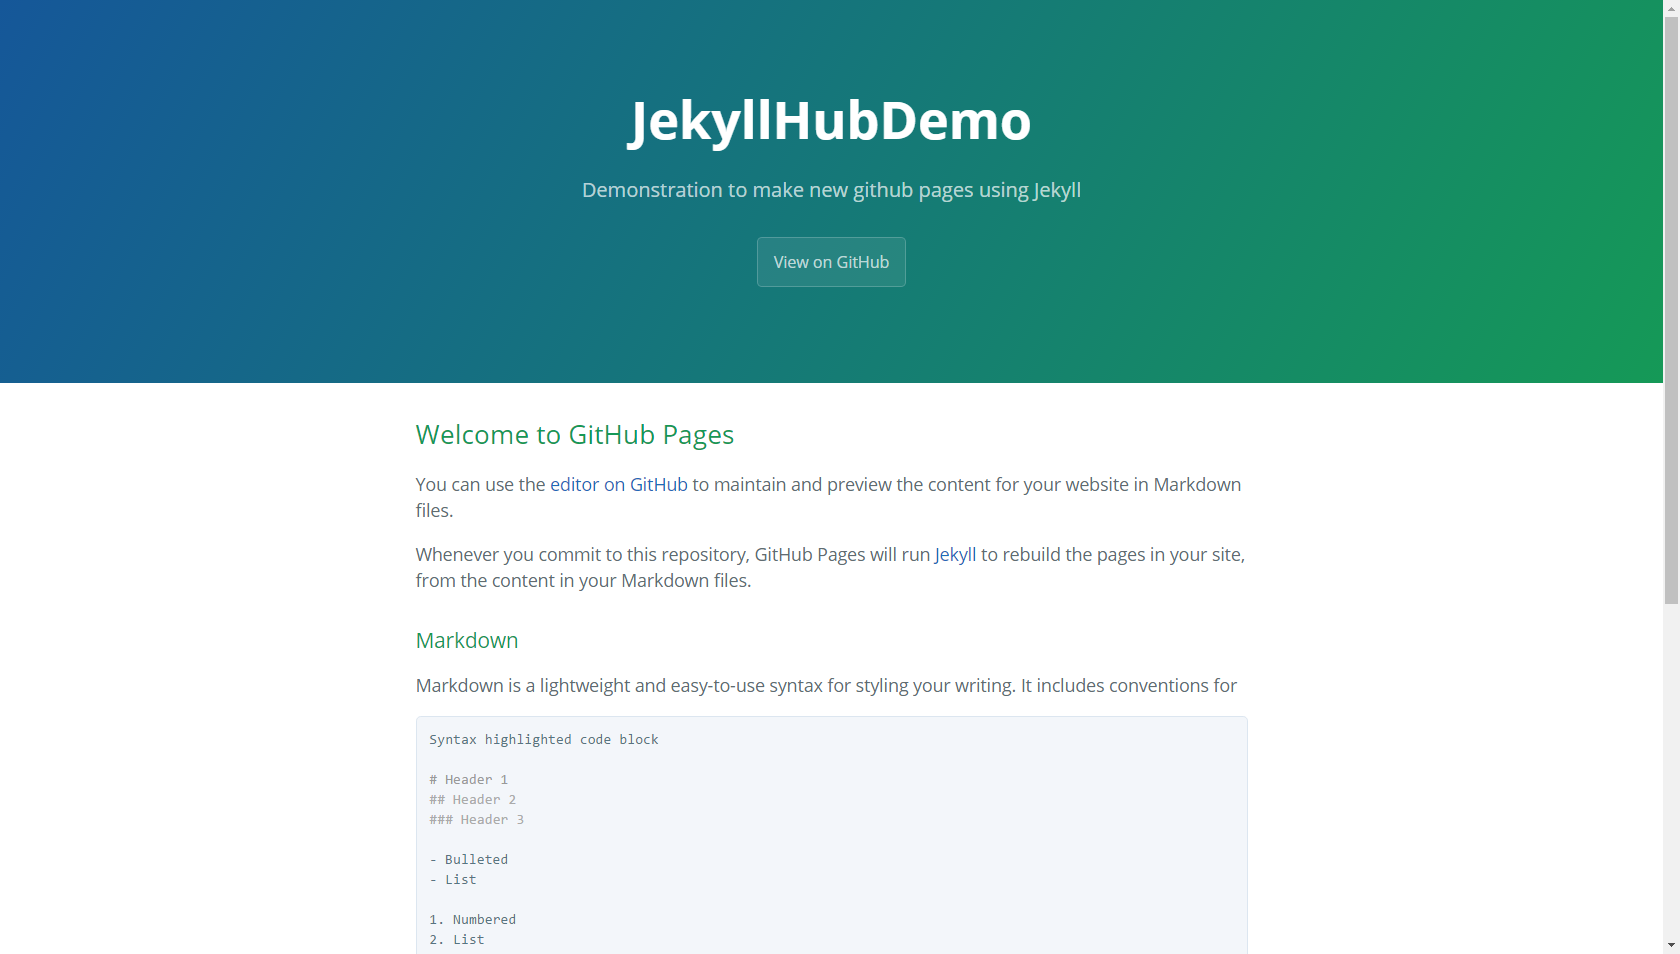 JekyllHubDemo
Demonstration to make new github pages using Jekyll
View on GitHub
Welcome to GitHub Pages
You can use the editor on GitHub to maintain and preview the content for your website in Markdown
files.
Whenever you commit to this repository, GitHub Pages will run Jekyll to rebuild the pages in your site,
from the content in your Markdown files.
Markdown
Markdown is a lightweight and easy-to-use syntax for styling your writing. It includes conventions for
Syntax highlighted code block
# Header 1
## Header 2
### Header 3
- Bulleted
- List
1. Numbered
2. List